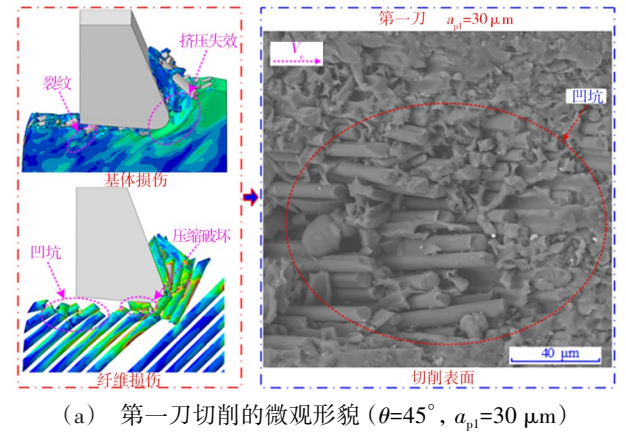 挤压失效
裂纹
基体损伤
凹坑
压缩破坏
纤维损伤
第一刀 a_p1=30 μm
V_c
凹坑
40 μm
切削表面
(a) 第一刀切削的微观形貌 (θ=45°, a_p1=30 μm)